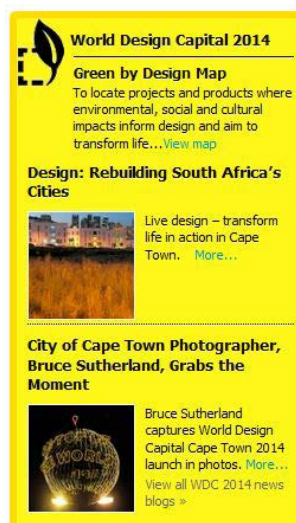 World Design Capital 2014
Green by Design Map
To locate projects and products where
environmental, social and cultural
impacts inform design and aim to
transform life...View map
Design: Rebuilding South Africa's
Cities
Live design – transform
life in action in Cape
Town. More...
City of Cape Town Photographer,
Bruce Sutherland, Grabs the
Moment
Bruce Sutherland
captures World Design
Capital Cape Town 2014
launch in photos. More...
View all WDC 2014 news
blogs »